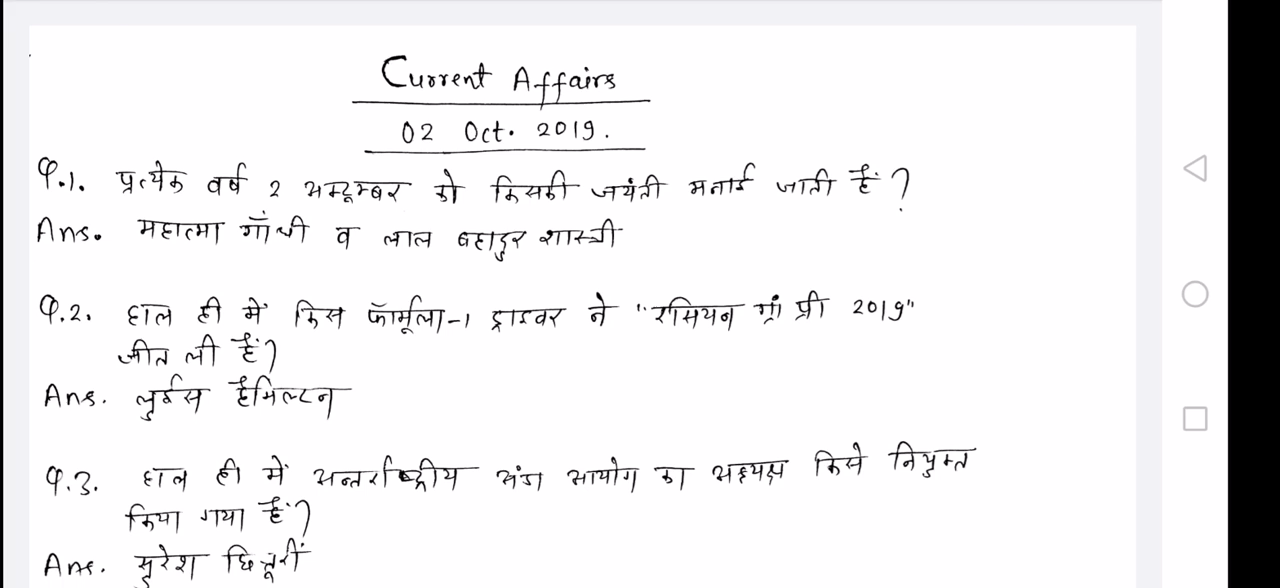 Current Affairs
02 Oct. 2019.
Q.1. प्रत्येक वर्ष 2 अक्टूम्बर को किसकी जयंती मनाई जाती हैं?
Ans. महात्मा गाँधी व लाल बहादुर शास्त्री
Q.2. हाल ही में किस फॉर्मूला-1 ड्राइवर ने "रसियन ग्रां प्री 2019"
जीत ली हैं?
Ans. लुईस हैमिल्टन
Q.3. हाल ही में अन्तर्राष्ट्रीय अंडा आयोग का अध्यक्ष किसे नियुक्त
किया गया हैं?
Ans. सुरेश चित्तूरीं